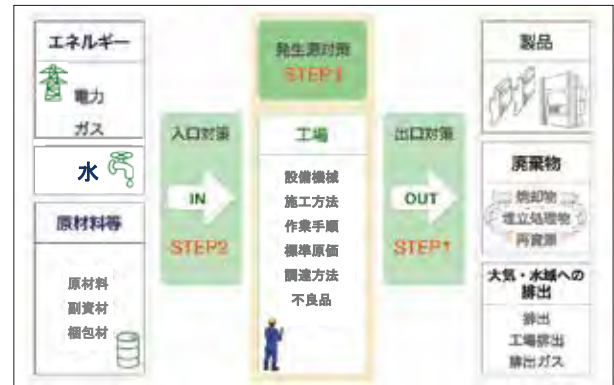 エネルギー
電力
ガス
水
原材料等
原材料
副資材
梱包材
入口対策
IN
STEP2
発生源対策
STEP3
工場
設備機械
施工方法
作業手順
標準原価
調達方法
不良品
出口対策
OUT
STEP1
製品
廃棄物
焼却物
埋立処理物
再資源
大気・水域への
排出
排出
工場排出
排出ガス